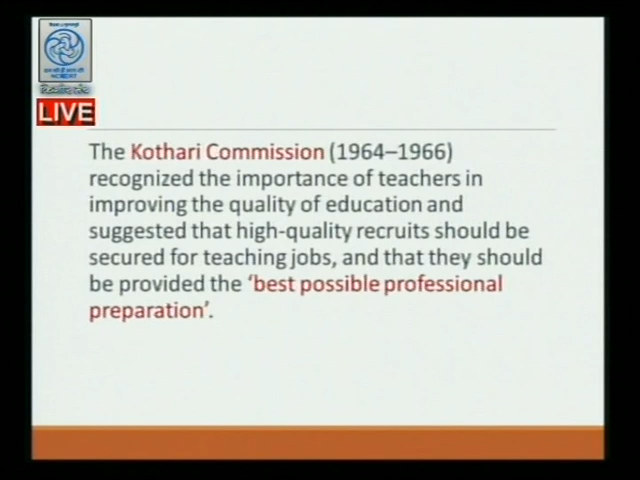 NCERT
LIVE
The Kothari Commission (1964–1966)
recognized the importance of teachers in
improving the quality of education and
suggested that high-quality recruits should be
secured for teaching jobs, and that they should
be provided the ‘best possible professional
preparation’.